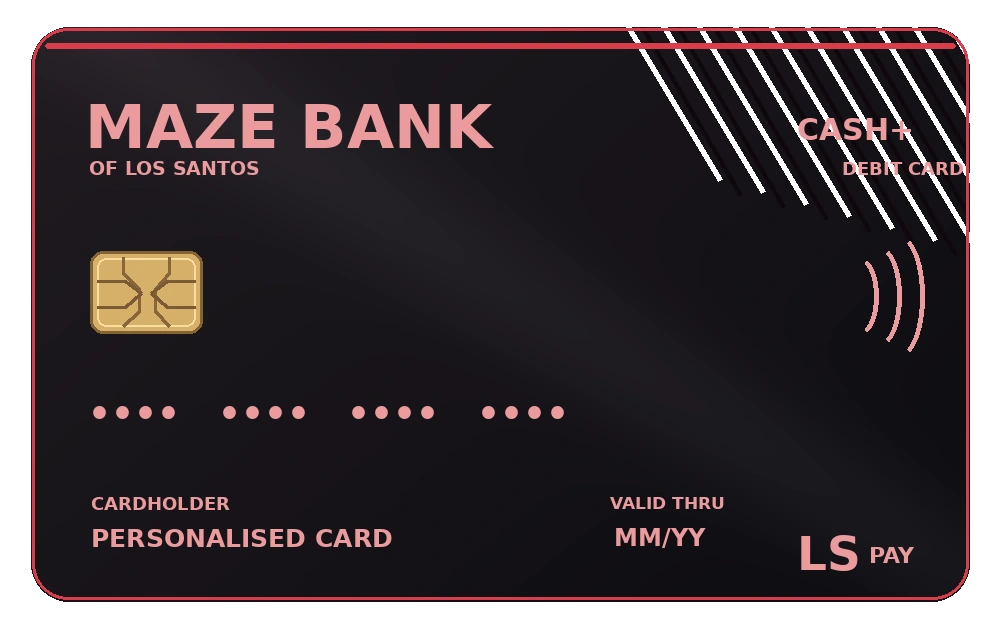 MAZE BANK
OF LOS SANTOS
CASH+
DEBIT CARD
•••• •••• •••• ••••
CARDHOLDER
PERSONALISED CARD
VALID THRU
MM/YY
LS PAY